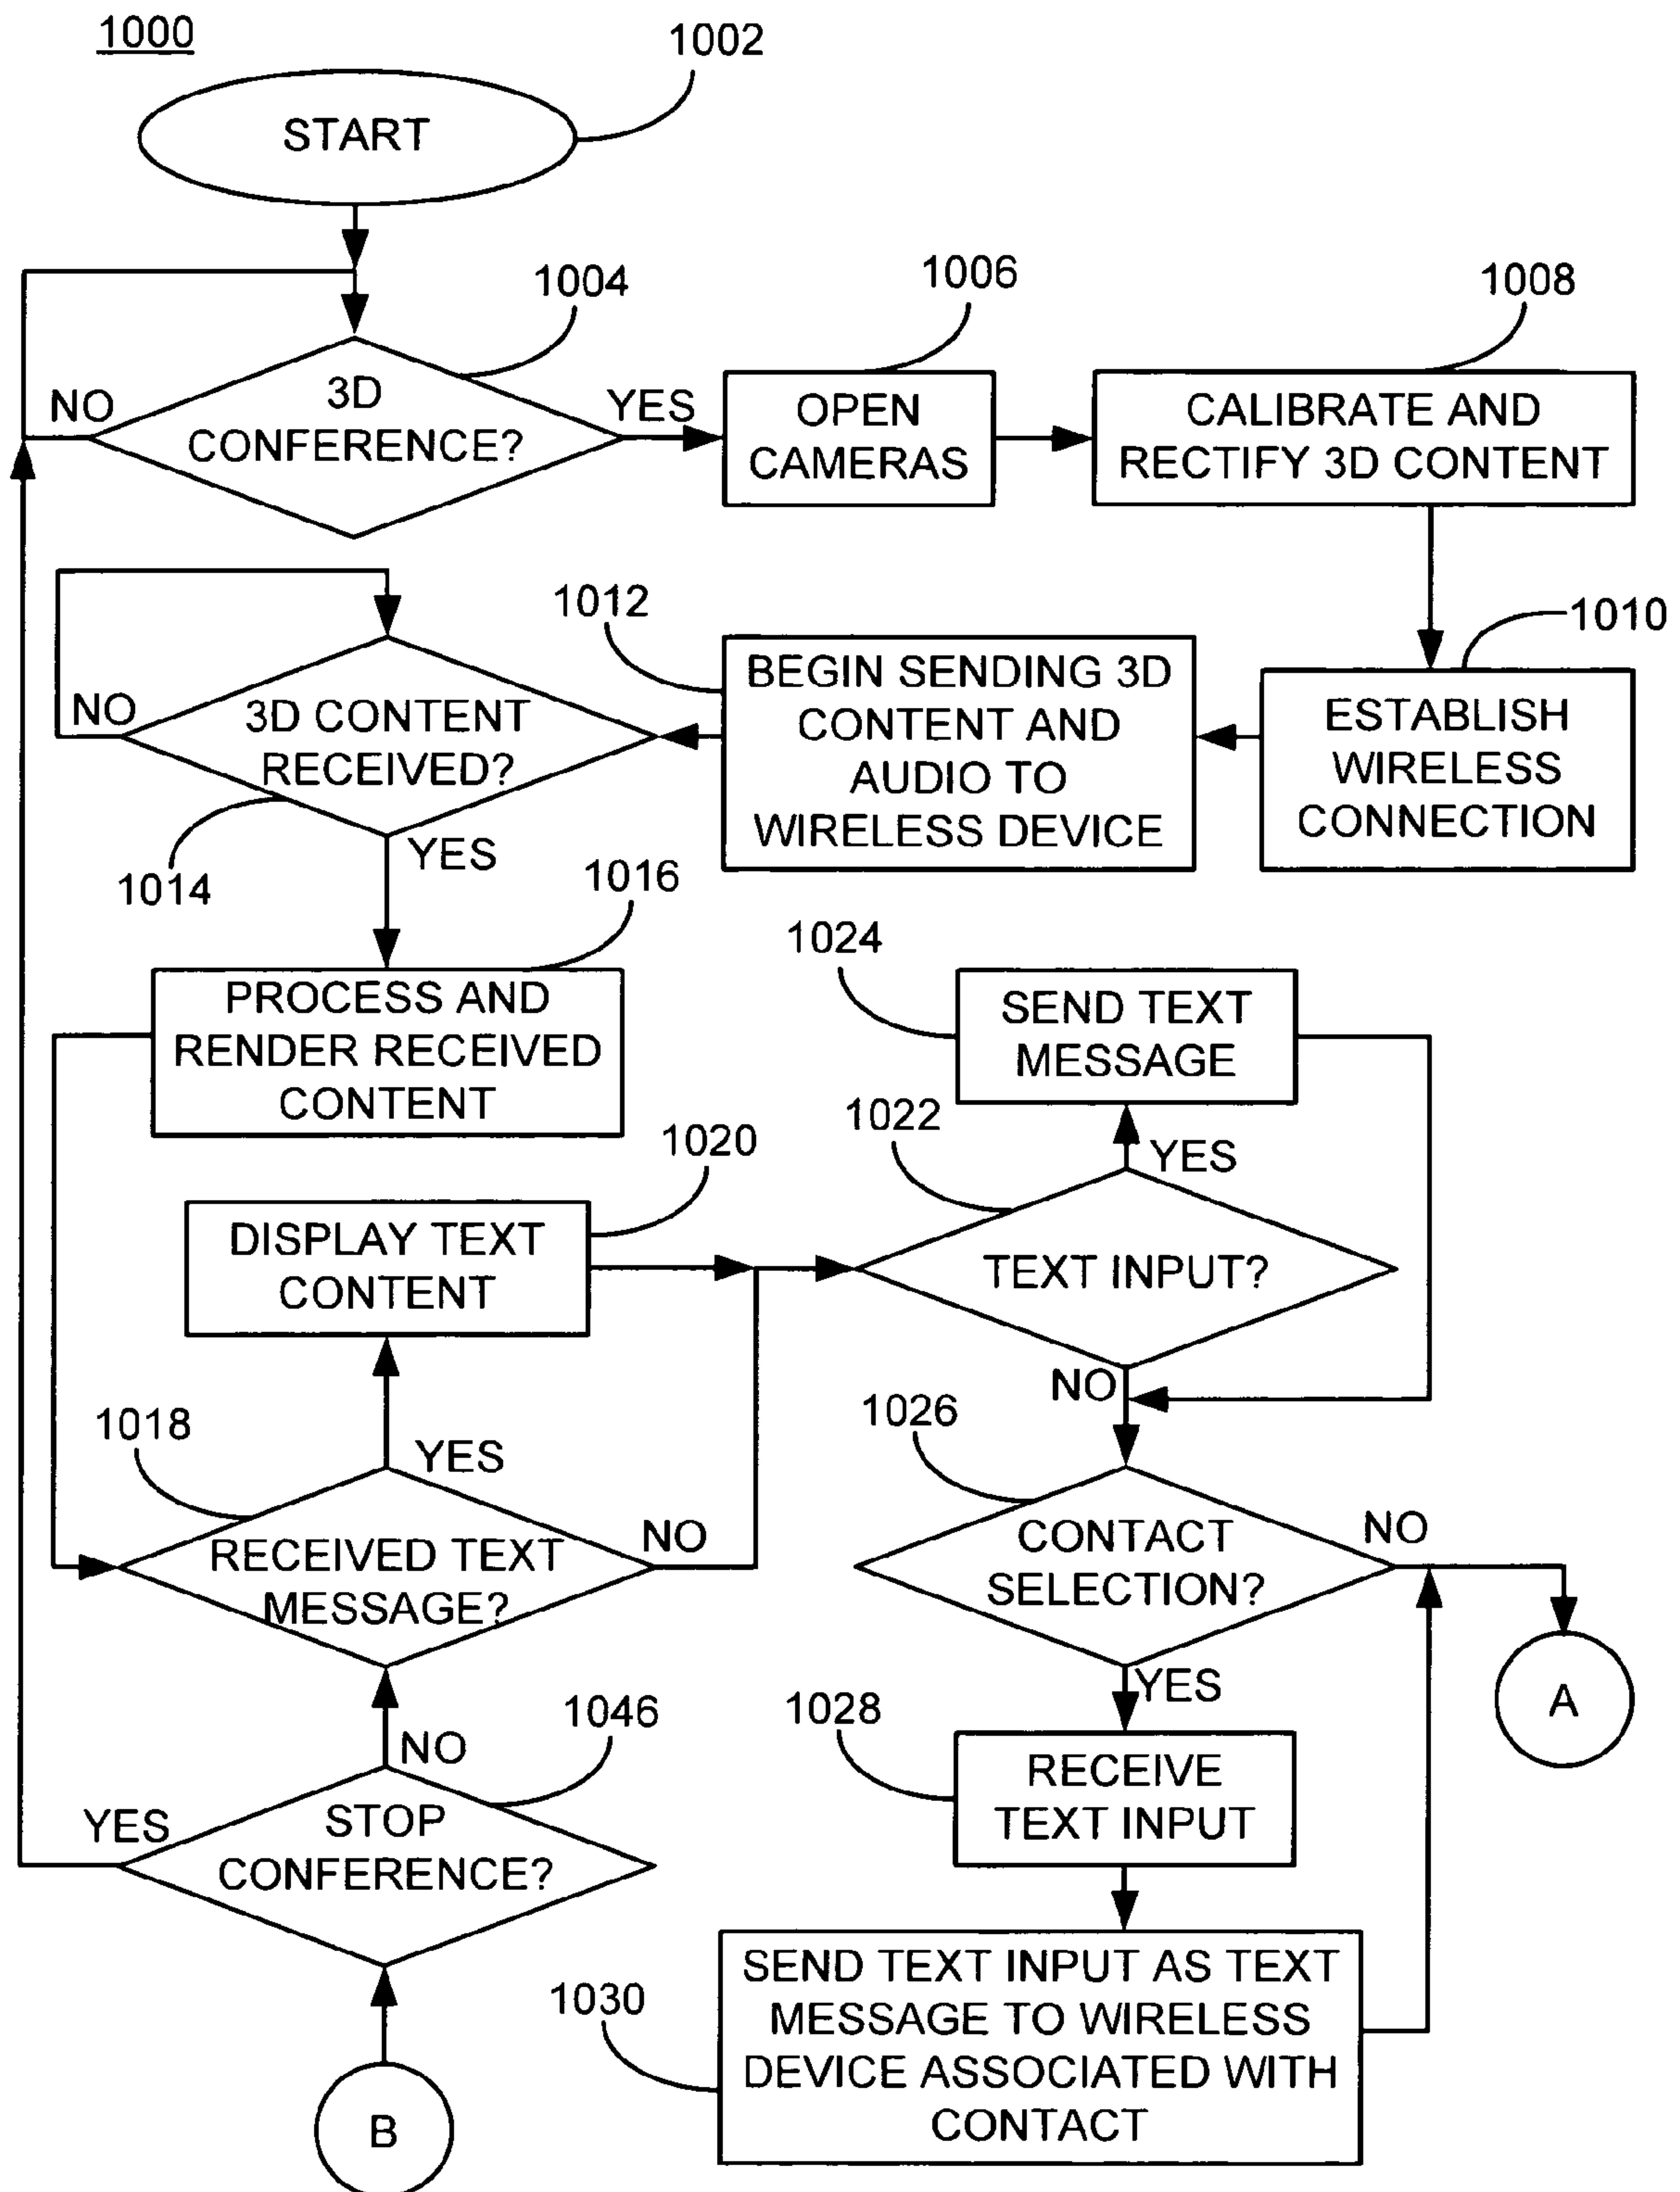 1000
1002
START
1004
1006
1008
3D
CONFERENCE?
NO
YES
OPEN
CAMERAS
CALIBRATE AND
RECTIFY 3D CONTENT
1012
1010
3D CONTENT
RECEIVED?
NO
YES
1014
BEGIN SENDING 3D
CONTENT AND
AUDIO TO
WIRELESS DEVICE
ESTABLISH
WIRELESS
CONNECTION
1016
PROCESS AND
RENDER RECEIVED
CONTENT
1024
SEND TEXT
MESSAGE
1020
DISPLAY TEXT
CONTENT
1022
YES
TEXT INPUT?
NO
1018
YES
RECEIVED TEXT
MESSAGE?
NO
1026
CONTACT
SELECTION?
NO
A
YES
1028
RECEIVE
TEXT INPUT
NO
1046
YES
STOP
CONFERENCE?
1030
SEND TEXT INPUT AS TEXT
MESSAGE TO WIRELESS
DEVICE ASSOCIATED WITH
CONTACT
B